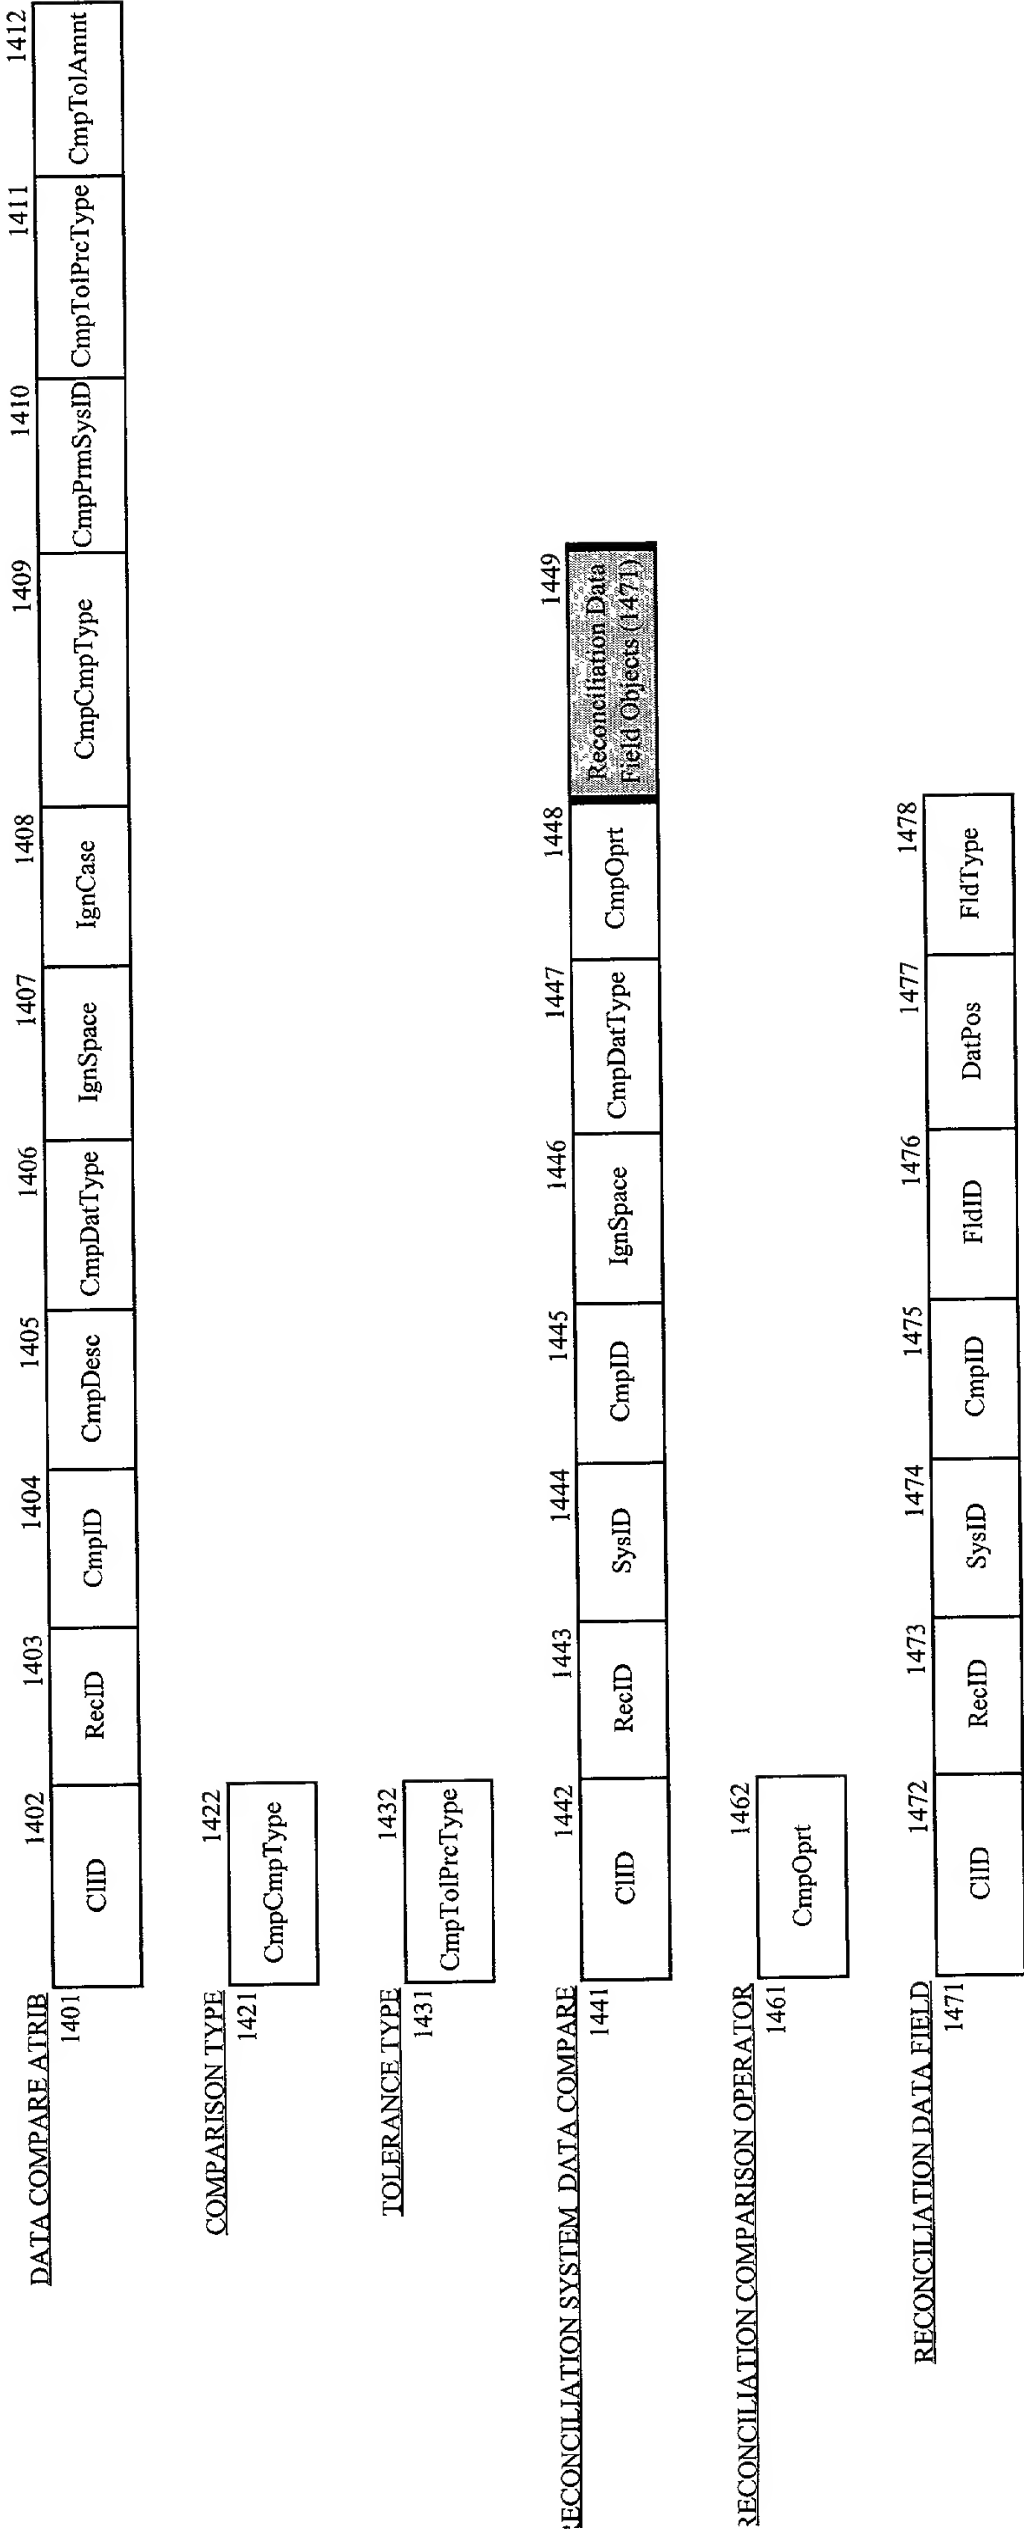 DATA COMPARE ATRIB
1401
1402 1403 1404 1405 1406 1407 1408 1409 1410 1411 1412
ClID RecID CmpID CmpDesc CmpDatType IgnSpace IgnCase CmpCmpType CmpPrmSysID CmpTolPrcType CmpTolAmnt
COMPARISON TYPE
1421
1422
CmpCmpType
TOLERANCE TYPE
1431
1432
CmpTolPrcType
RECONCILIATION SYSTEM DATA COMPARE
1441
1442 1443 1444 1445 1446 1447 1448 1449
ClID RecID SysID CmpID IgnSpace CmpDatType CmpOprt
Reconciliation Data
Field Objects (1471)
RECONCILIATION COMPARISON OPERATOR
1461
1462
CmpOprt
RECONCILIATION DATA FIELD
1471
1472 1473 1474 1475 1476 1477 1478
ClID RecID SysID CmpID FldID DatPos FldType